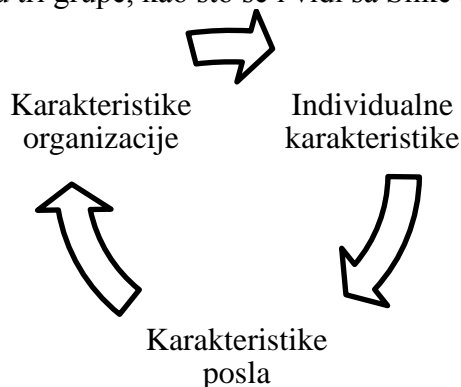 u tri grupe, kao što se i vidi sa Slike
Karakteristike
organizacije
Individualne
karakteristike
Karakteristike
posla